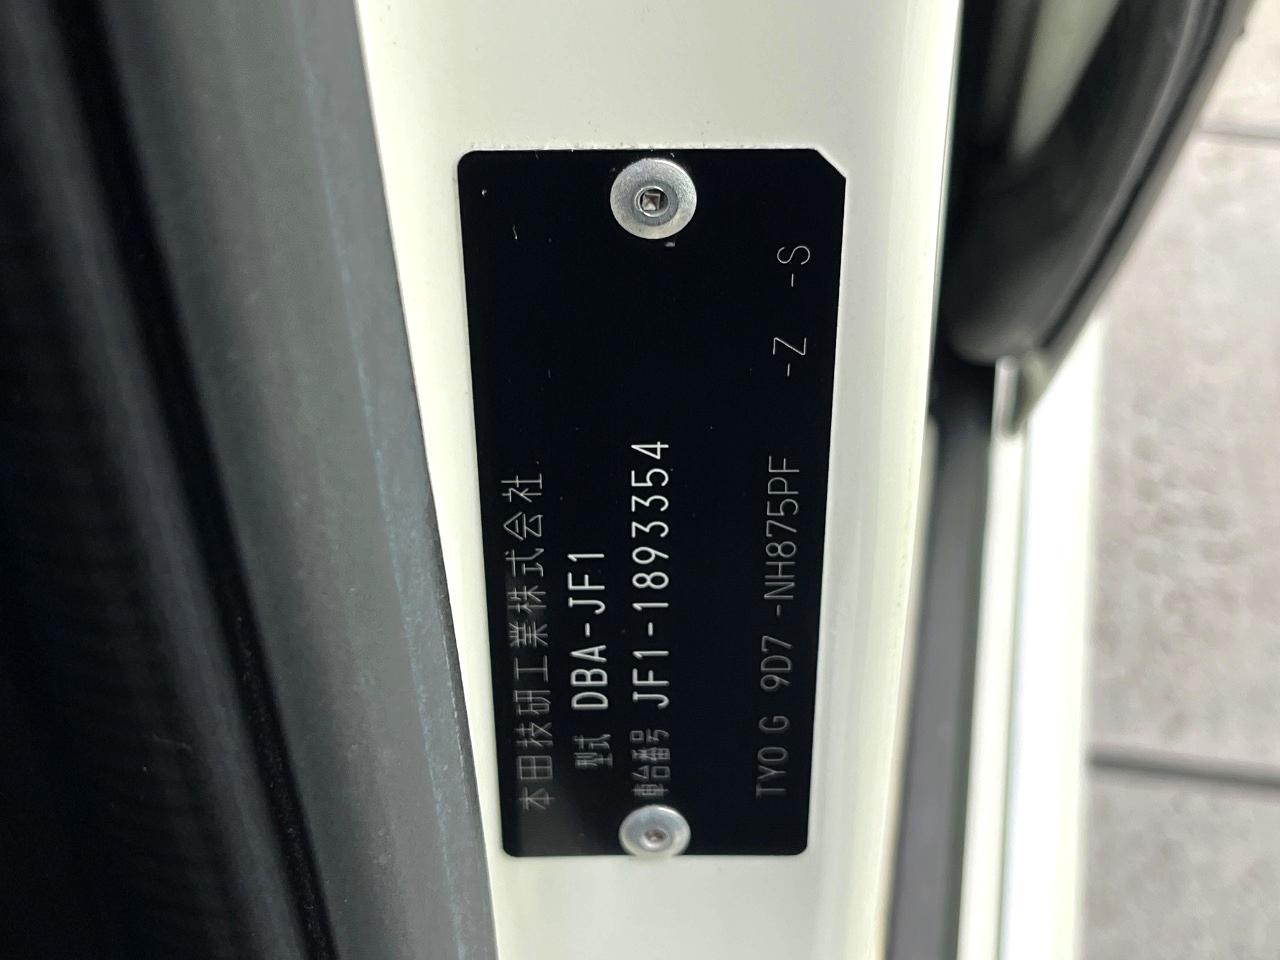 本田技研工業株式会社
型式 DBA-JF1
車台番号 JF1-1893354
TY0 G 9D7 -NH875PF -Z -S